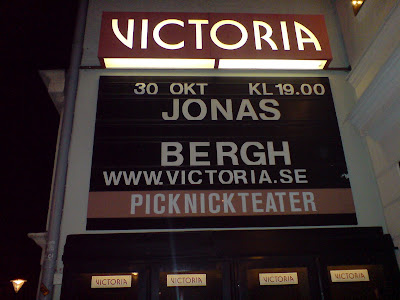 VICTORIA
30 OKT KL 19.00
JONAS
BERGH
WWW.VICTORIA.SE
PICKNICKTEATER
VICTORIA VICTORIA VICTORIA VICTORIA